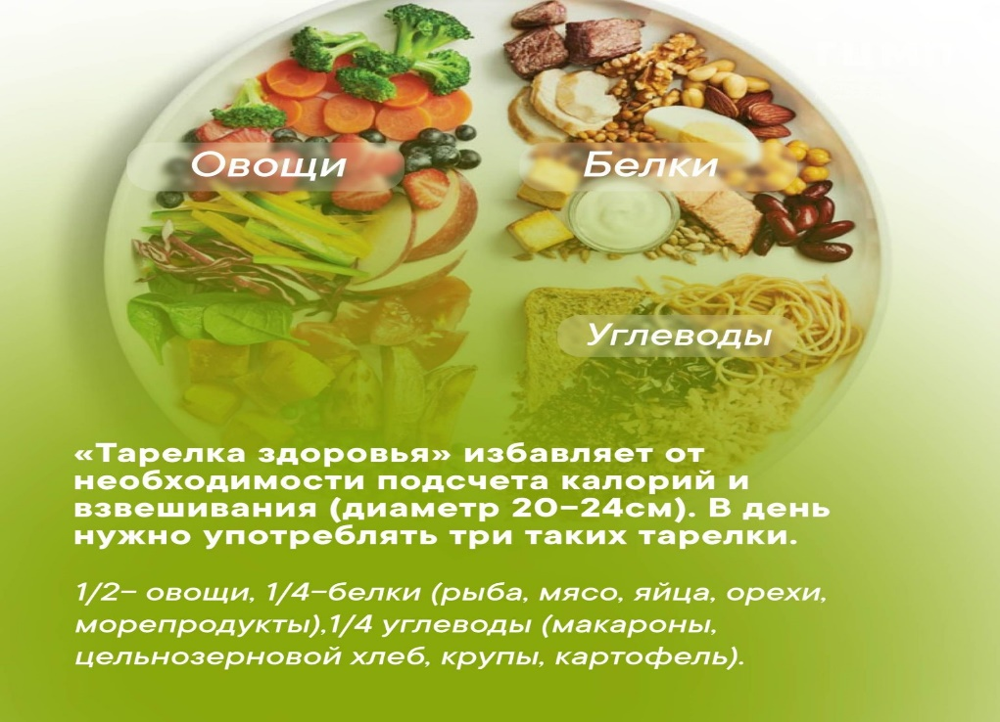 Овощи
Белки
Углеводы
«Тарелка здоровья» избавляет от
необходимости подсчета калорий и
взвешивания (диаметр 20–24см). В день
нужно употреблять три таких тарелки.
1/2– овощи, 1/4–белки (рыба, мясо, яйца, орехи,
морепродукты),1/4 углеводы (макароны,
цельнозерновой хлеб, крупы, картофель).